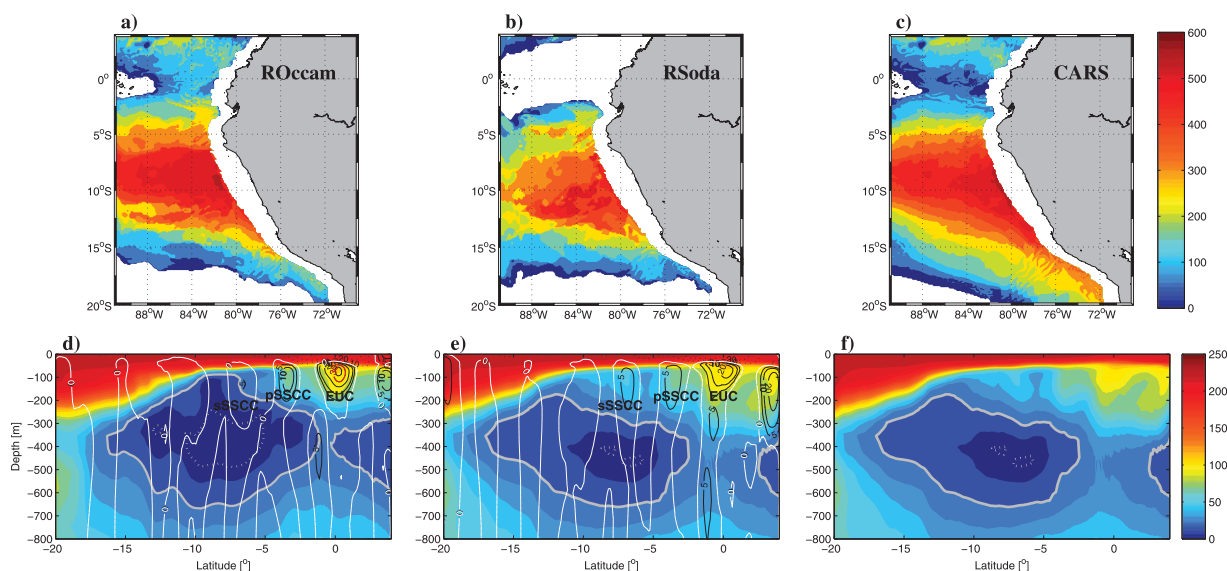 a) b) c)
ROccam RSoda CARS
0° 5°S 10°S 15°S 20°S
88°W 84°W 80°W 76°W 72°W
0° 5°S 10°S 15°S 20°S
88°W 84°W 80°W 76°W 72°W
0° 5°S 10°S 15°S 20°S
88°W 84°W 80°W 76°W 72°W
600 500 400 300 200 100 0
d) e) f)
0 −100 −200 −300 −400 −500 −600 −700 −800
Depth [m]
sSSCC pSSCC EUC
−20 −15 −10 −5 0
Latitude [°]
0 −100 −200 −300 −400 −500 −600 −700 −800
sSSCC pSSCC EUC
−20 −15 −10 −5 0
Latitude [°]
0 −100 −200 −300 −400 −500 −600 −700 −800
−20 −15 −10 −5 0
Latitude [°]
250 200 150 100 50 0